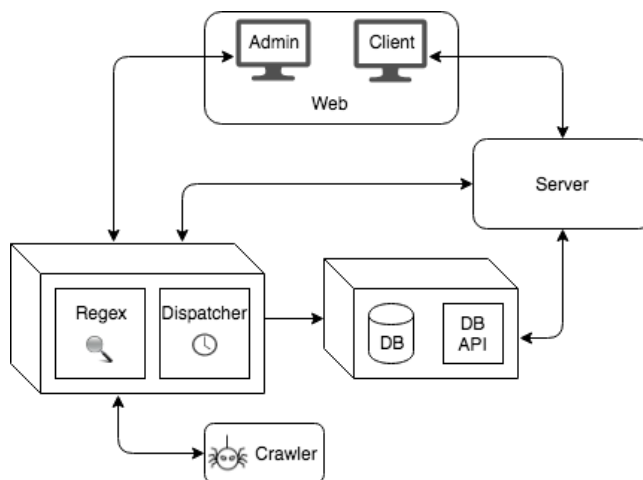 Admin
Client
Web
Server
Regex
Dispatcher
DB
DB
API
Crawler